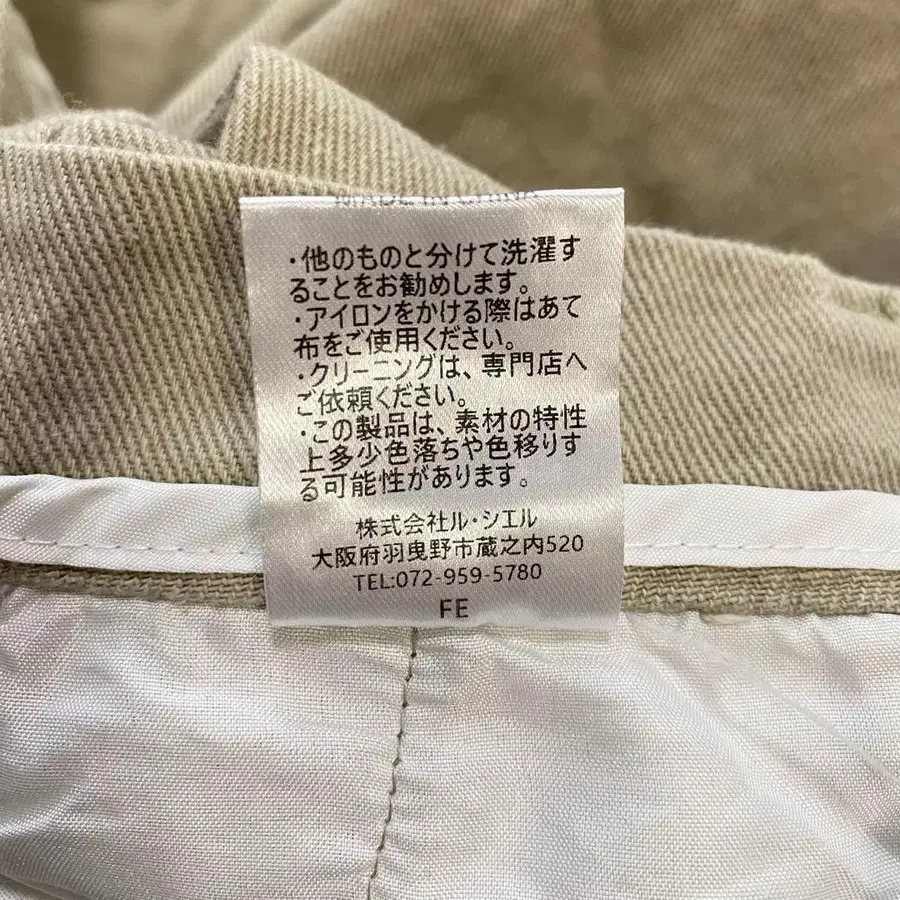 ・他のものと分けて洗濯す
ることをお勧めします。
・アイロンをかける際はあて
布をご使用ください。
・クリーニングは、専門店へ
ご依頼ください。
・この製品は、素材の特性
上多少色落ちや色移りす
る可能性があります。
株式会社ル・シエル
大阪府羽曳野市蔵之内520
TEL:072-959-5780
FE